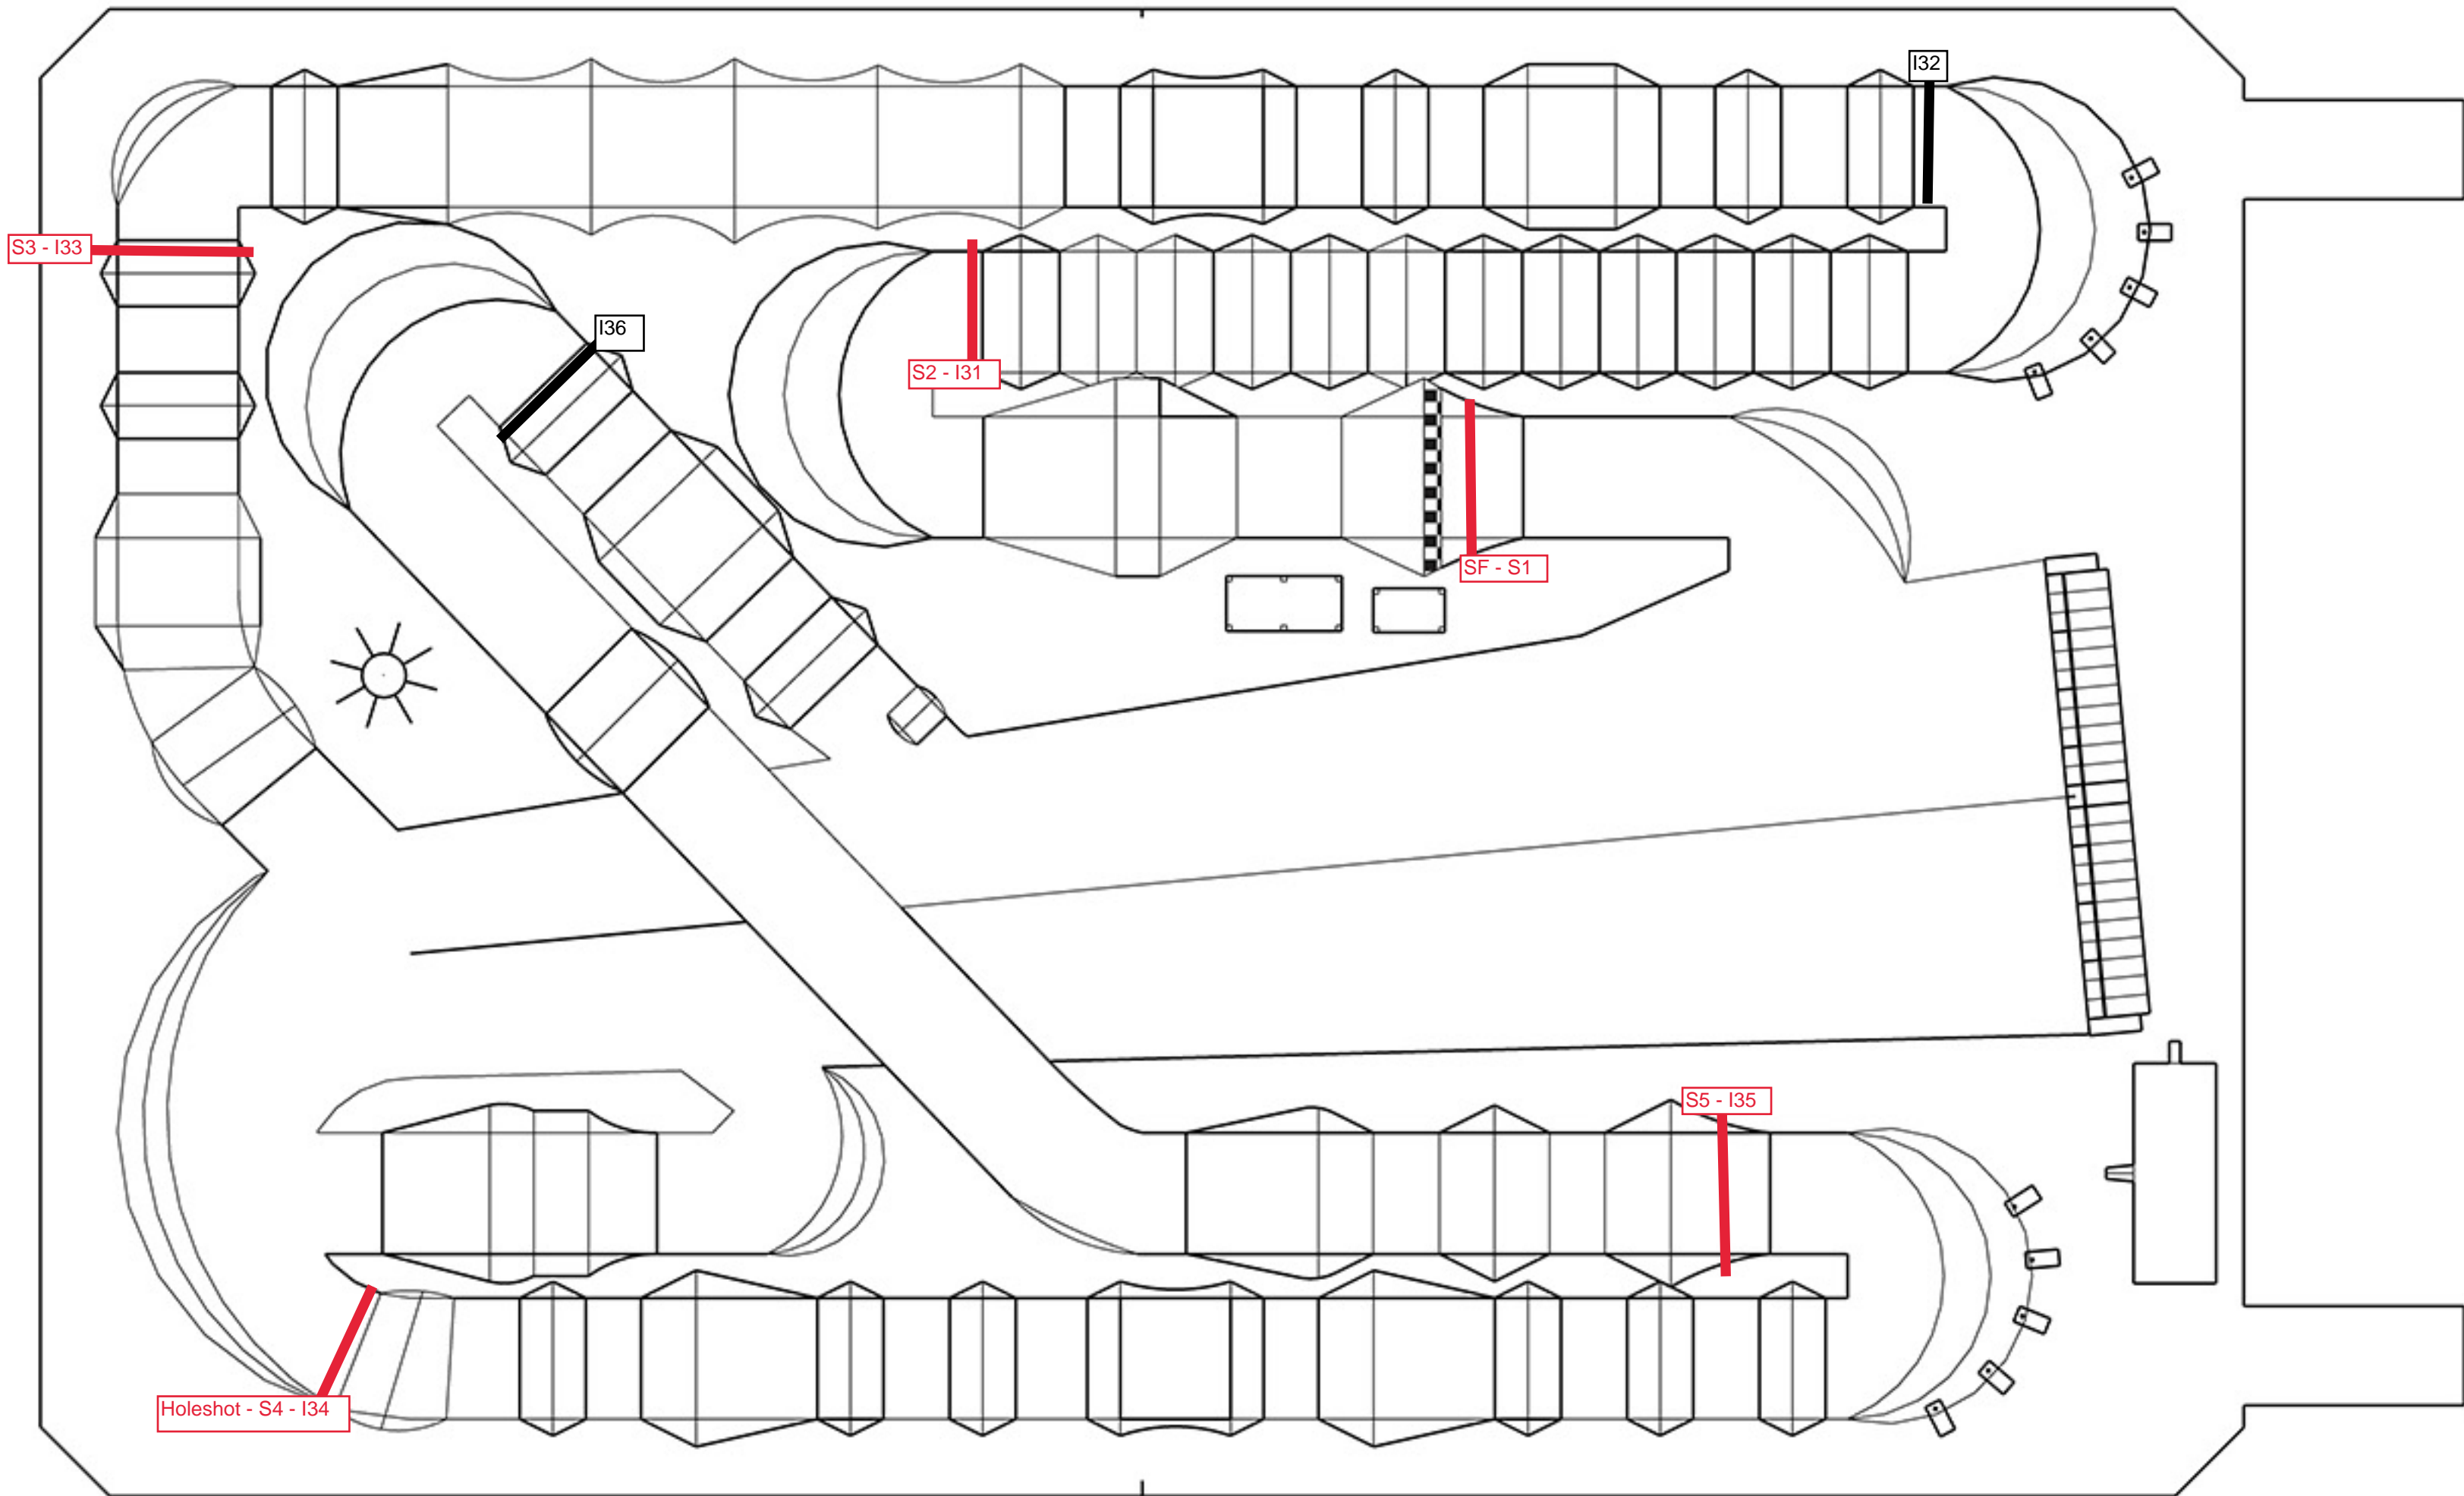 I32
S3 - I33
I36
S2 - I31
SF - S1
S5 - I35
Holeshot - S4 - I34